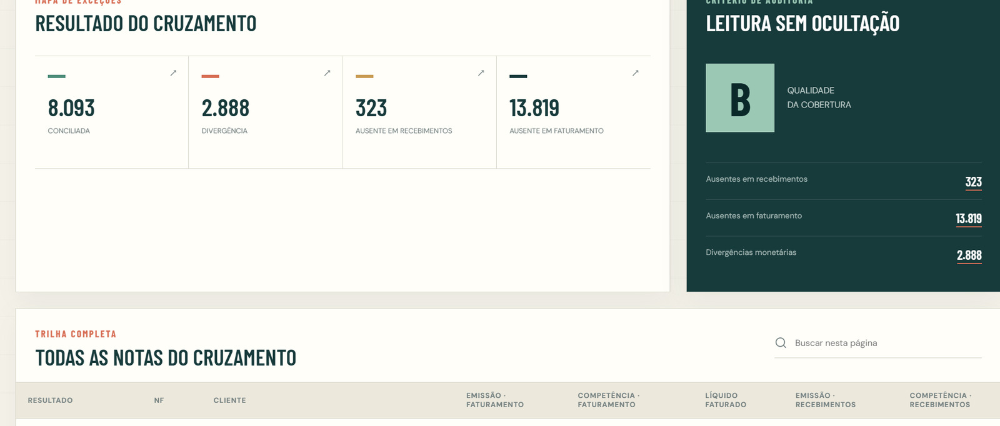 MAPA DE EXCEÇÕES
RESULTADO DO CRUZAMENTO
8.093
CONCILIADA
2.888
DIVERGÊNCIA
323
AUSENTE EM RECEBIMENTOS
13.819
AUSENTE EM FATURAMENTO
CRITÉRIO DE AUDITORIA
LEITURA SEM OCULTAÇÃO
B
QUALIDADE
DA COBERTURA
Ausentes em recebimentos
323
Ausentes em faturamento
13.819
Divergências monetárias
2.888
TRILHA COMPLETA
TODAS AS NOTAS DO CRUZAMENTO
Buscar nesta página
RESULTADO
NF
CLIENTE
EMISSÃO ·
FATURAMENTO
COMPETÊNCIA ·
FATURAMENTO
LÍQUIDO
FATURADO
EMISSÃO ·
RECEBIMENTOS
COMPETÊNCIA ·
RECEBIMENTOS